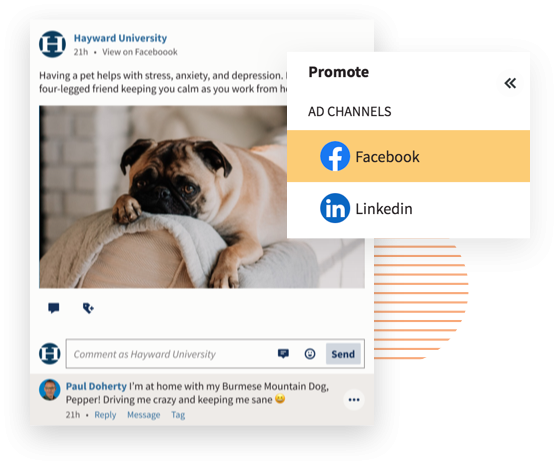 Hayward University
21h • View on Faceboook
Having a pet helps with stress, anxiety, and depression.
four-legged friend keeping you calm as you work from
Promote
AD CHANNELS
Facebook
Linkedin
Comment as Hayward University
Send
Paul Doherty I'm at home with my Burmese Mountain Dog,
Pepper! Driving me crazy and keeping me sane 😀
21h • Reply Message Tag